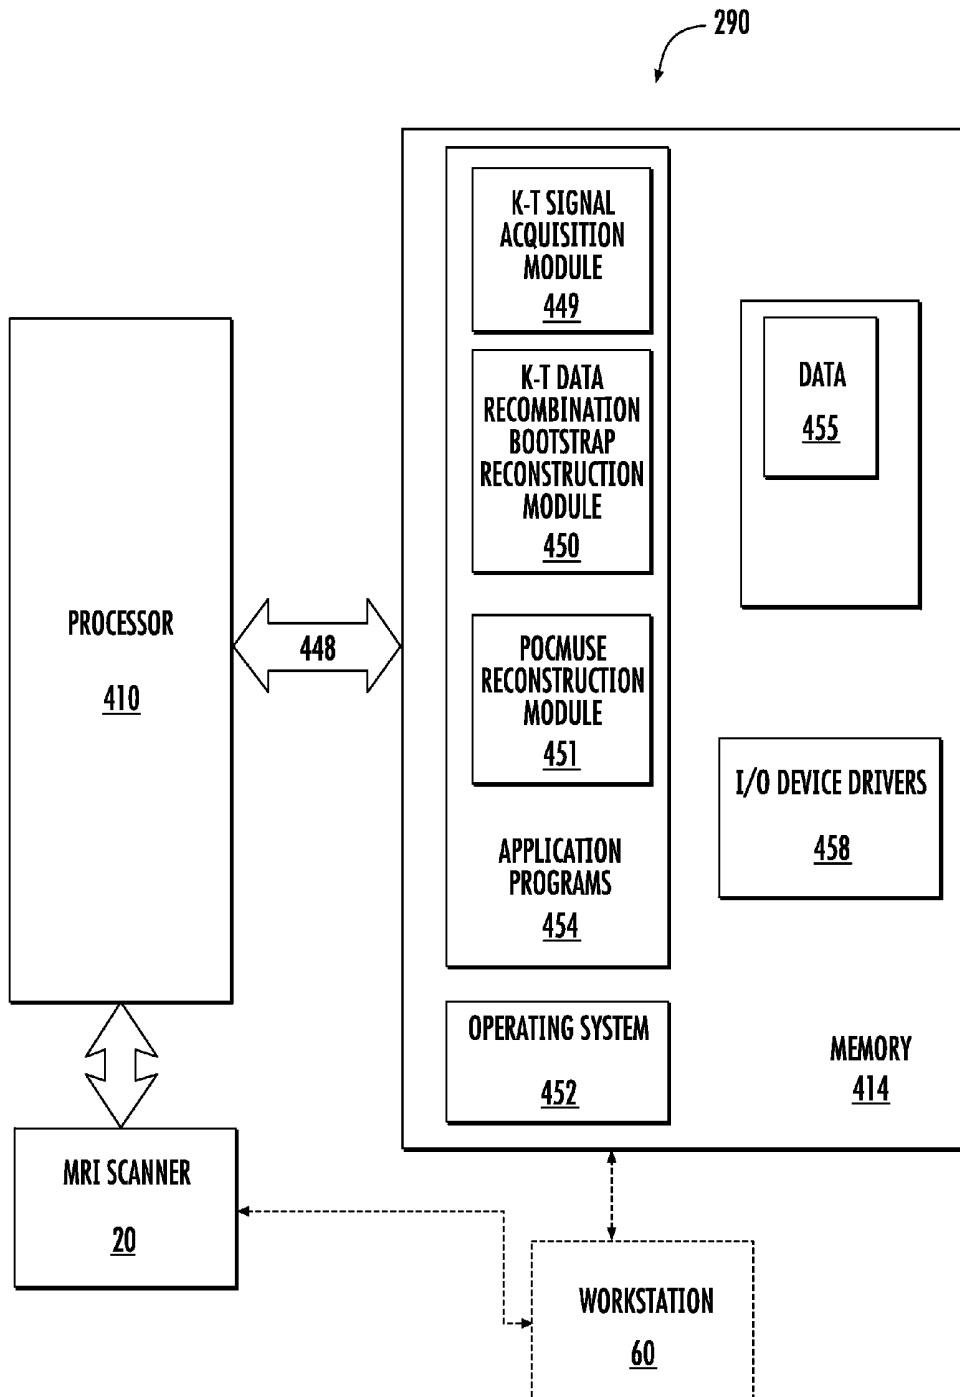 290
K-T SIGNAL
ACQUISITION
MODULE
449
K-T DATA
RECOMBINATION
BOOTSTRAP
RECONSTRUCTION
MODULE
450
DATA
455
PROCESSOR
410
448
POCMUSE
RECONSTRUCTION
MODULE
451
I/O DEVICE DRIVERS
458
APPLICATION
PROGRAMS
454
OPERATING SYSTEM
452
MEMORY
414
MRI SCANNER
20
WORKSTATION
60